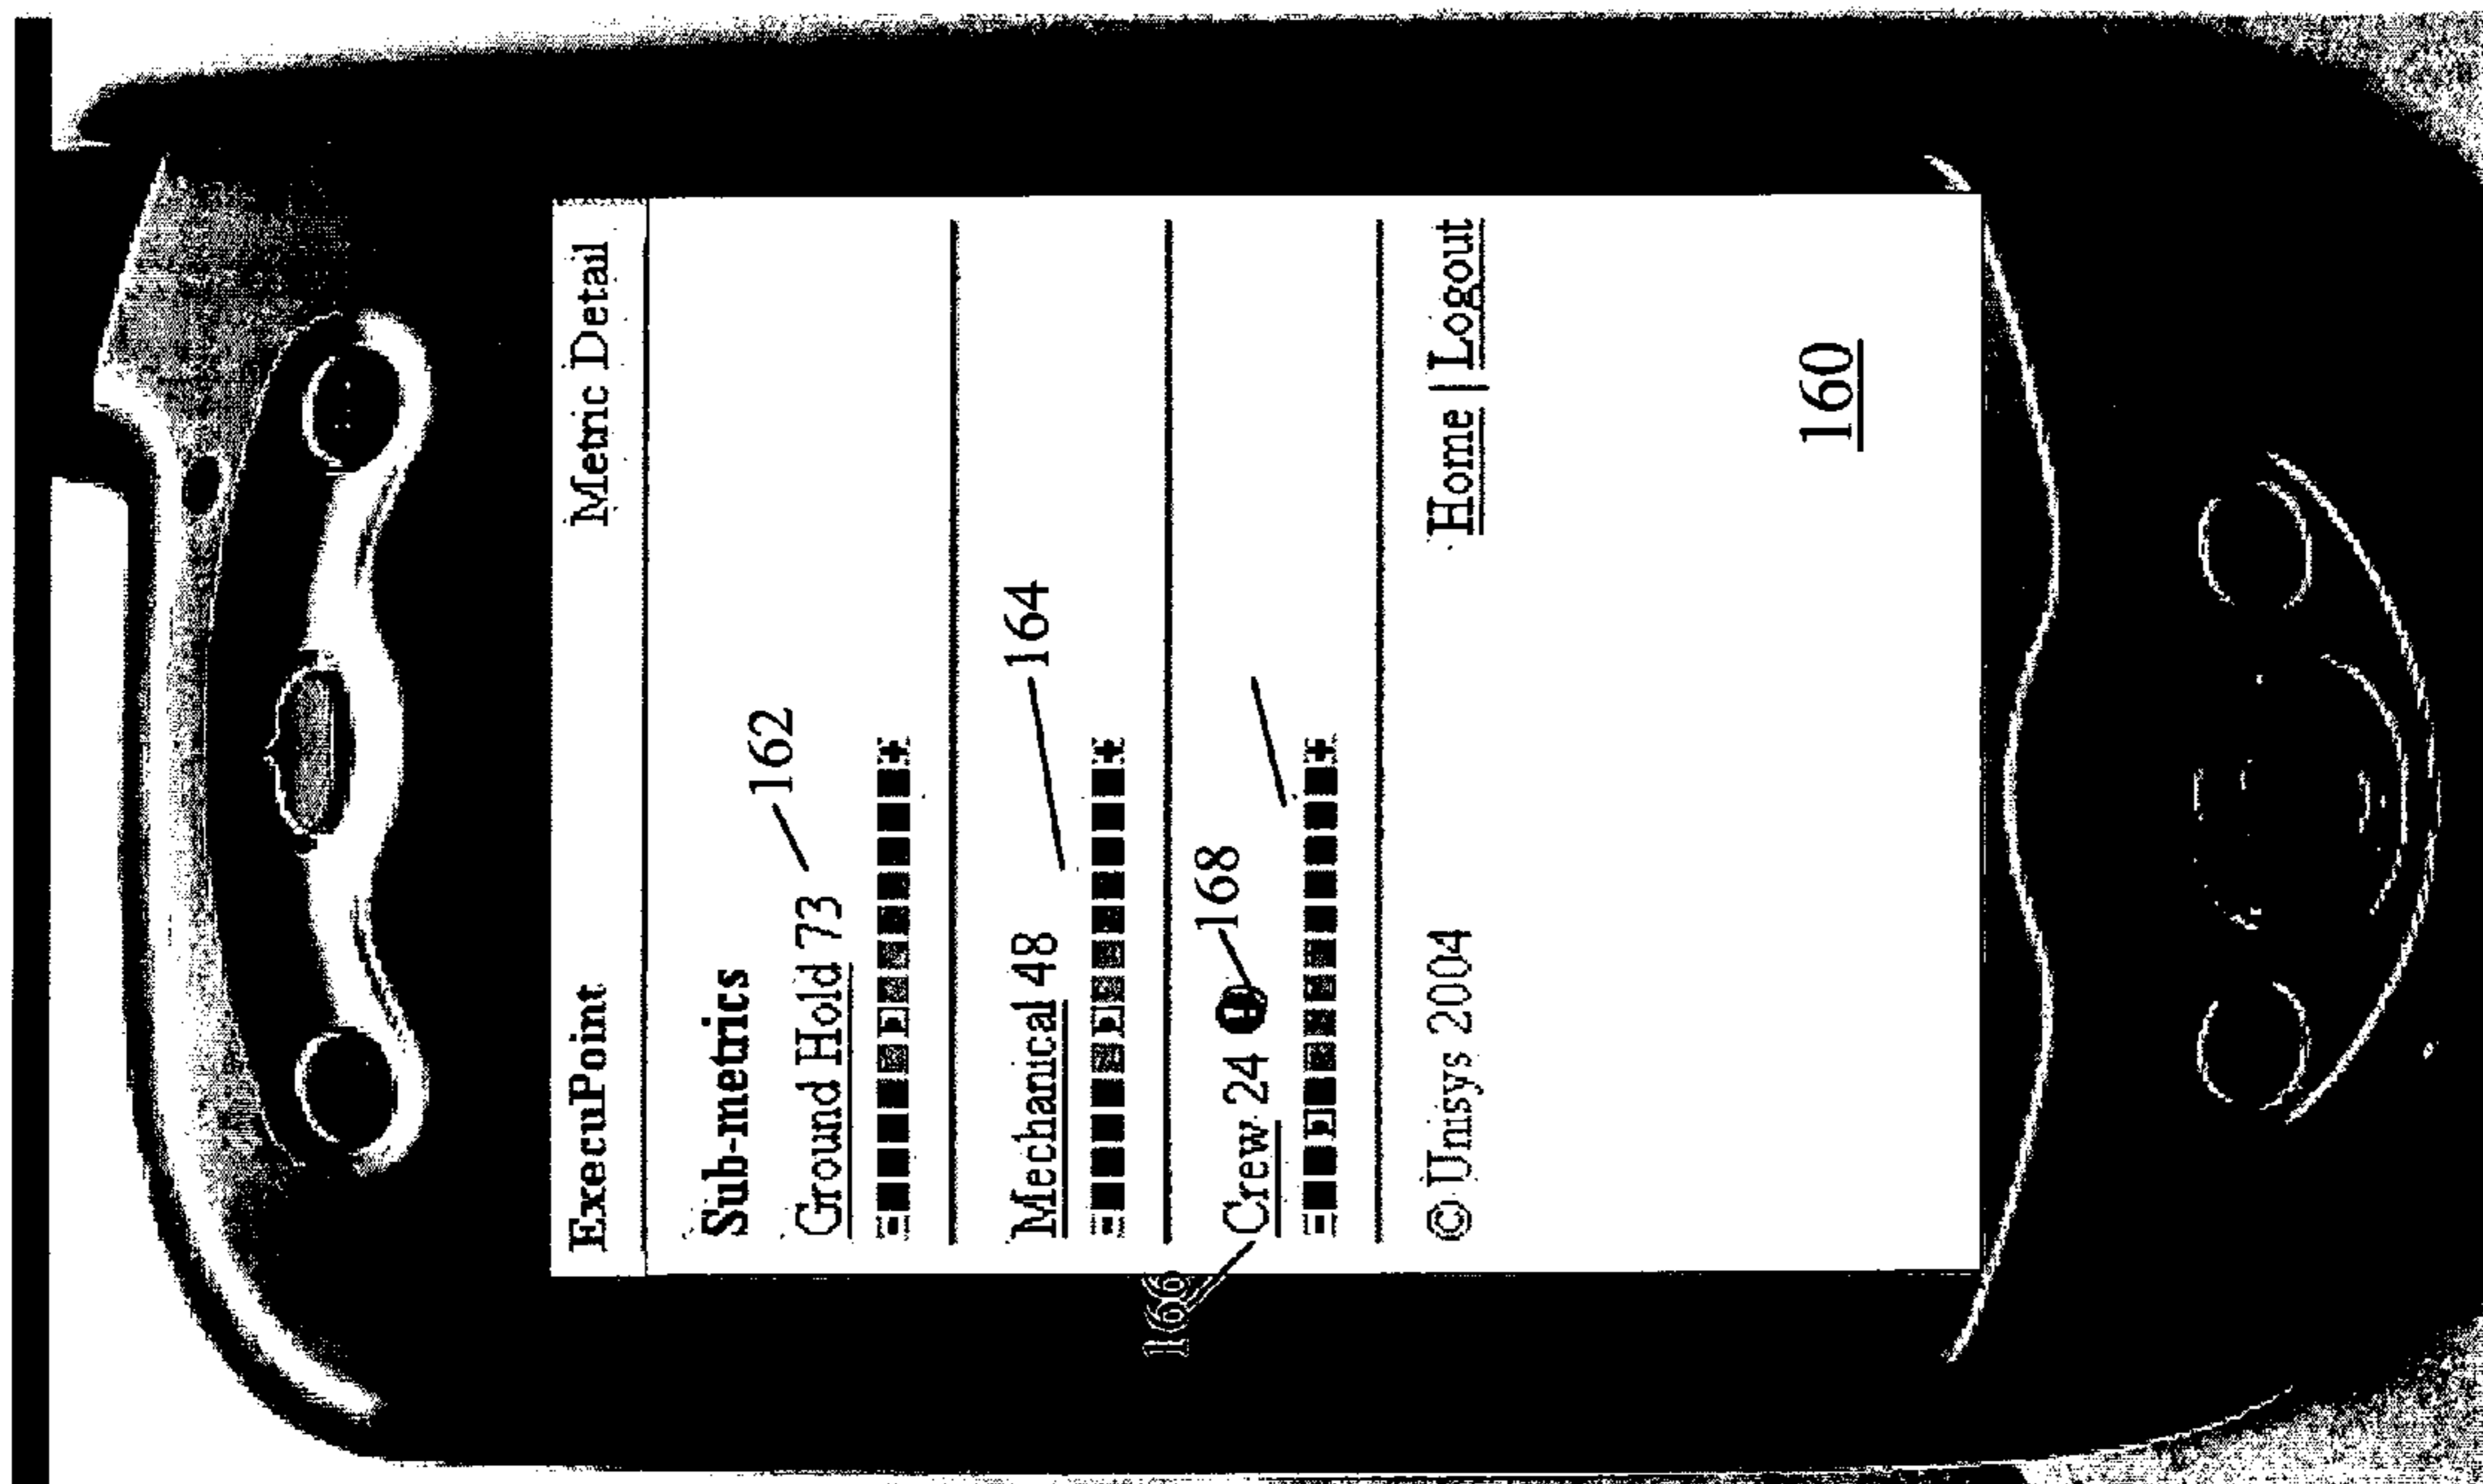 ExecuPoint Metric Detail
Sub-metrics
162
Ground Hold 73
164
Mechanical 48
166
168
Crew 24
© Unisys 2004 Home | Logout
160